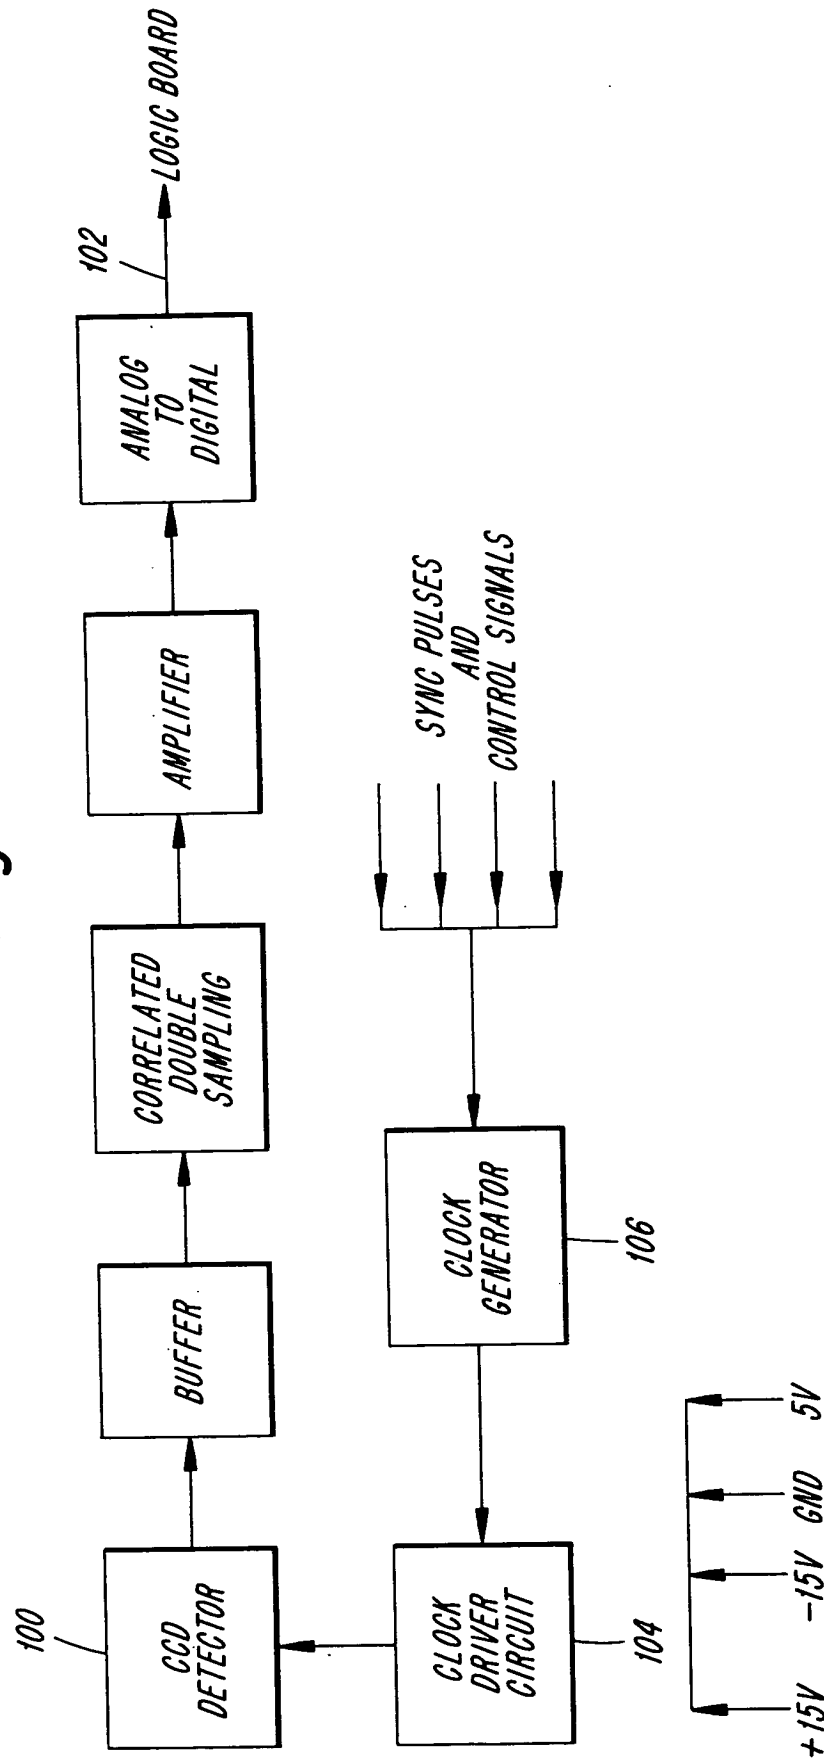 100
CCD
DETECTOR
BUFFER
CORRELATED
DOUBLE
SAMPLING
AMPLIFIER
ANALOG
TO
DIGITAL
102
LOGIC BOARD
CLOCK
DRIVER
CIRCUIT
104
CLOCK
GENERATOR
106
SYNC PULSES
AND
CONTROL SIGNALS
+15V
-15V
GND
5V